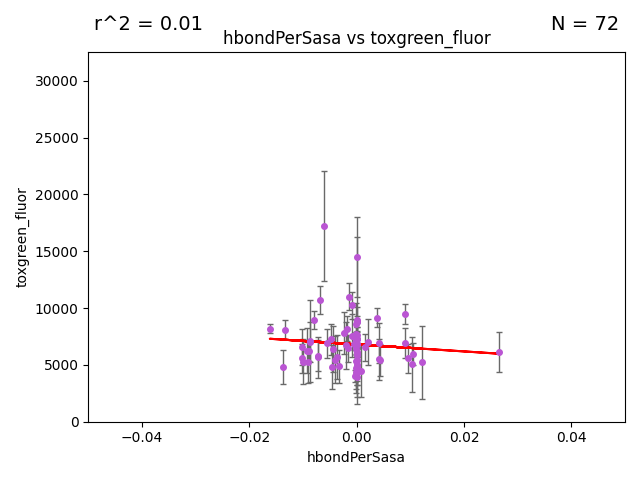 r^2 = 0.01
N = 72
hbondPerSasa vs toxgreen_fluor
30000
25000
20000
15000
10000
5000
0
toxgreen_fluor
−0.04
−0.02
0.00
0.02
0.04
hbondPerSasa